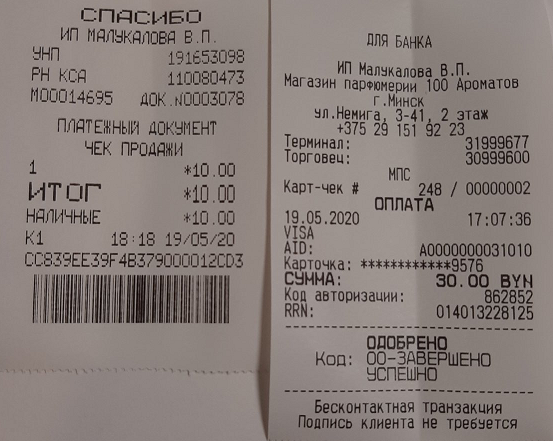 СПАСИБО
ИП МАЛУКАЛОВА В.П.
УНП 191653098
РН КСА 110080473
М00014695 ДОК.N0003078
ПЛАТЕЖНЫЙ ДОКУМЕНТ
ЧЕК ПРОДАЖИ
1 *10.00
ИТОГ *10.00
НАЛИЧНЫЕ *10.00
К1 18:18 19/05/20
CC839EE39F4B379000012CD3
ДЛЯ БАНКА
ИП Малукалова В.П.
Магазин парфюмерии 100 Ароматов
г.Минск
ул.Немига, 3-41, 2 этаж
+375 29 151 92 23
Терминал: 31999677
Торговец: 30999600
МПС
Карт-чек # 248 / 00000002
ОПЛАТА
19.05.2020 17:07:36
VISA
AID: A0000000031010
Карточка: ************9576
СУММА: 30.00 BYN
Код авторизации: 862852
RRN: 014013228125
ОДОБРЕНО
Код: 00-ЗАВЕРШЕНО
УСПЕШНО
Бесконтактная транзакция
Подпись клиента не требуется